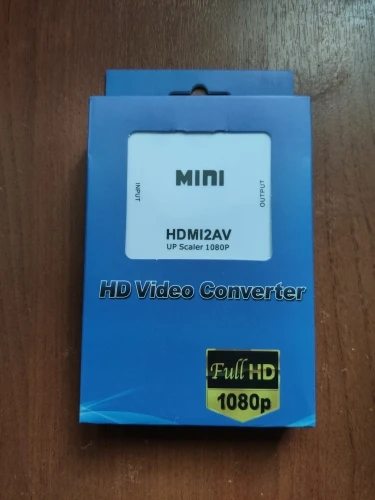 MINI
INPUT
OUTPUT
HDMI2AV
UP Scaler 1080P
HD Video Converter
Full HD
1080p